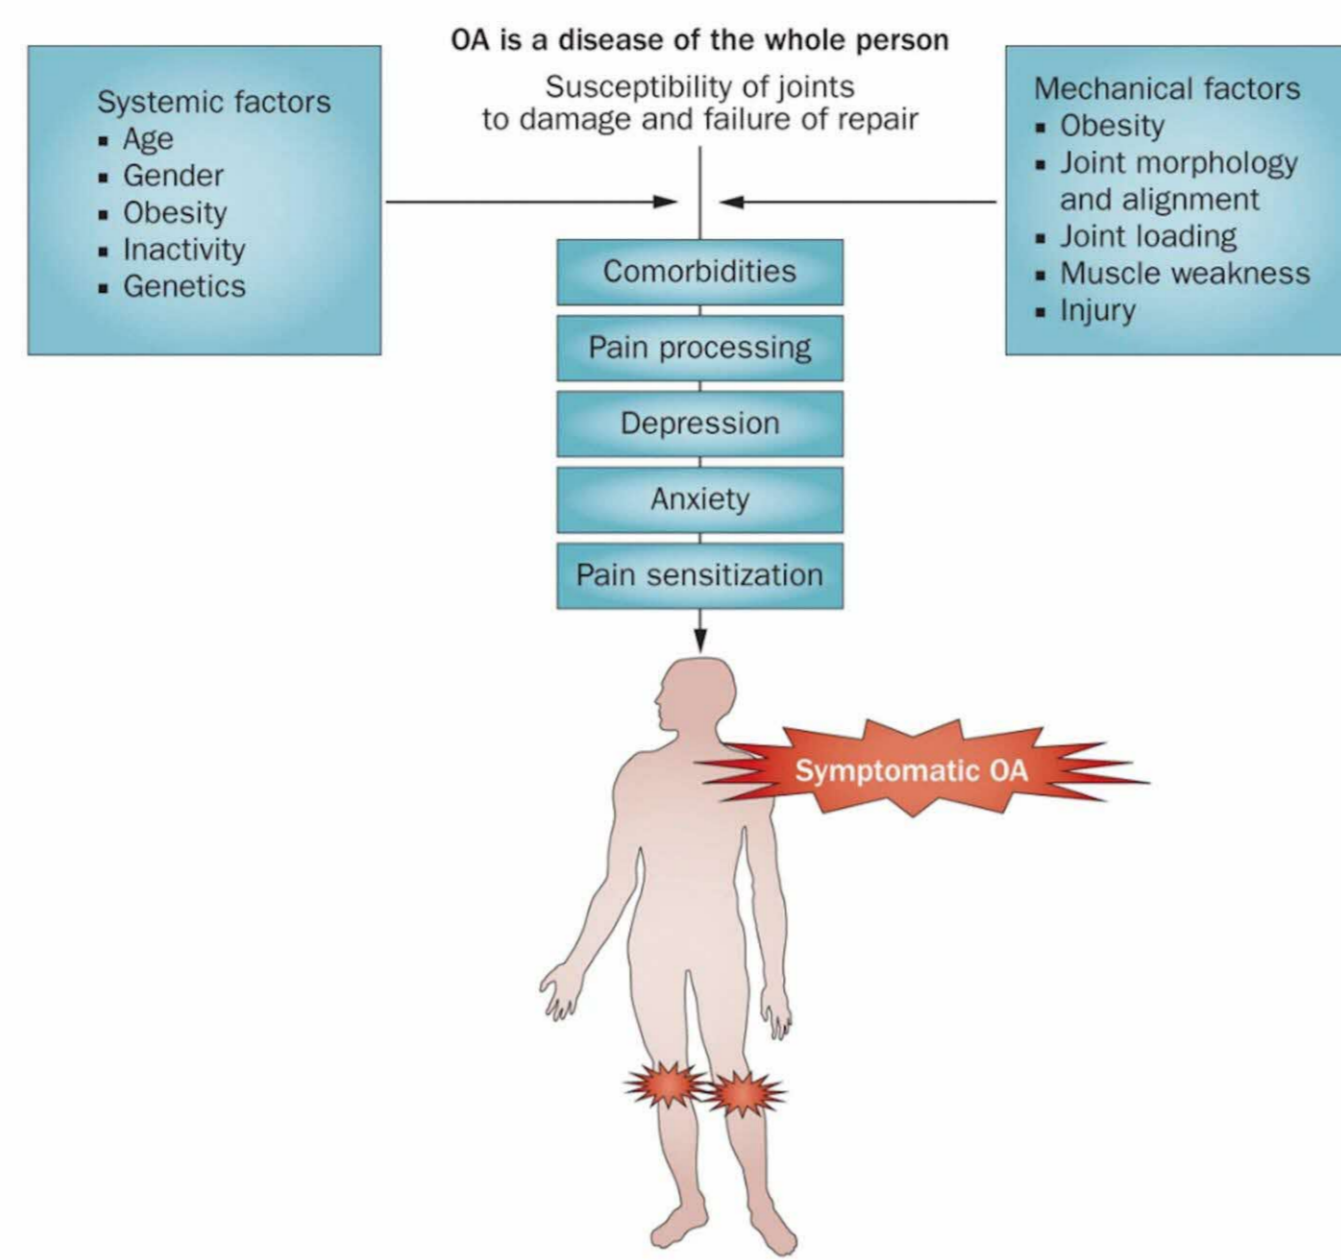 OA is a disease of the whole person
Susceptibility of joints
to damage and failure of repair
Systemic factors
▪ Age
▪ Gender
▪ Obesity
▪ Inactivity
▪ Genetics
Mechanical factors
▪ Obesity
▪ Joint morphology
and alignment
▪ Joint loading
▪ Muscle weakness
▪ Injury
Comorbidities
Pain processing
Depression
Anxiety
Pain sensitization
Symptomatic OA